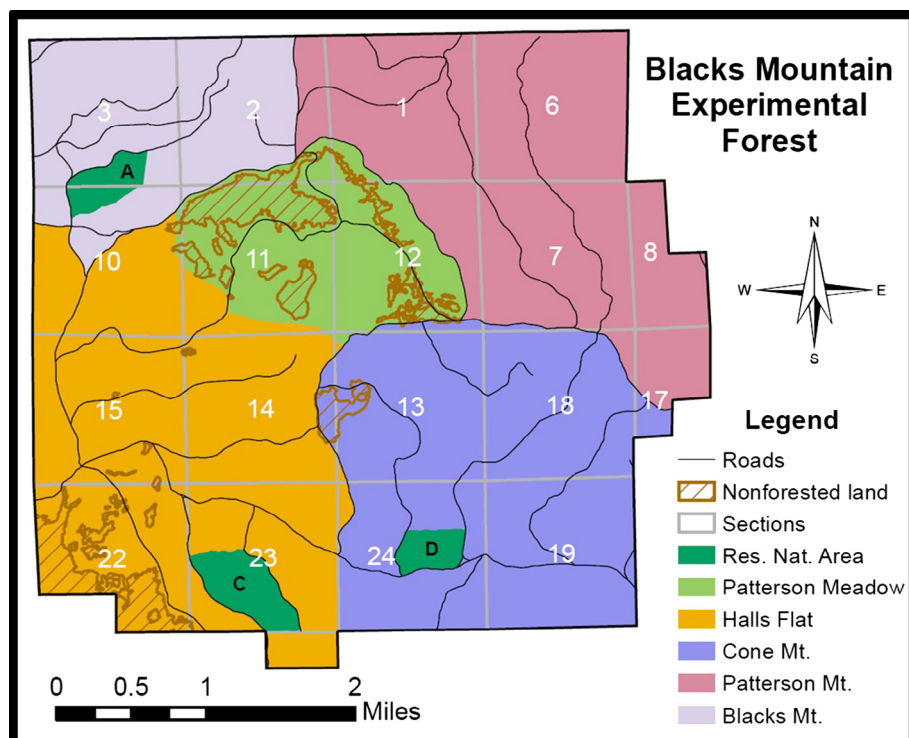 Blacks Mountain
Experimental
Forest
3
2
1
6
A
10
11
12
7
8
15
14
13
18
17
22
23
24
19
C
D
N
W
E
S
Legend
Roads
Nonforested land
Sections
Res. Nat. Area
Patterson Meadow
Halls Flat
Cone Mt.
Patterson Mt.
Blacks Mt.
0 0.5 1 2
Miles